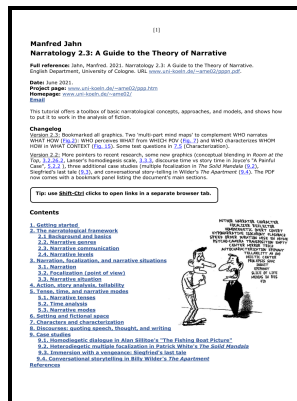 [1]
Manfred Jahn
Narratology 2.3: A Guide to the Theory of Narrative
Full reference: Jahn, Manfred. 2021. Narratology 2.3: A Guide to the Theory of Narrative.
English Department, University of Cologne. URL www.uni-koeln.de/~ame02/pppn.pdf.
Date: June 2021.
Project page: www.uni-koeln.de/~ame02/ppp.htm
Homepage: www.uni-koeln.de/~ame02/
Email
This tutorial offers a toolbox of basic narratological concepts, approaches, and models, and shows how
to put it to work in the analysis of fiction.
Changelog
Version 2.3: Bookmarked all graphics. Two 'multi-part wh maps' to complement WHO narrates
WHAT HOW (Fig.2), WHO perceives WHAT from WHICH POV (Fig. 7) and WHO characterizes WHOM
HOW in WHAT CONTEXT (Fig. 15). Some test questions in 7.5 (Characterization).
Version 2.2: More pointers to recent research, some new graphics (conceptual blending in Room at the
Top, 3.2.26.2, Lanser's homodiegesis scale, 3.3.3, discourse time vs story time in Joyce's "A Painful
Case", 5.2.2 ), three additional case studies (multiple focalization in The Solid Mandala (9.2),
Siegfried's last tale (9.3), and conversational story-telling in Wilder's The Apartment (9.4). The PDF
now comes with a bookmark panel listing the document's main sections.
Tip: use Shift-Ctrl clicks to open links in a separate browser tab.
Contents
1. Getting started
2. The narratological framework
2.1 Background and basics
2.2. Narrative genres
2.3. Narrative communication
2.4. Narrative levels
3. Narration, focalization, and narrative situations
3.1. Narration
3.2. Focalization (point of view)
3.3. Narrative situation
4. Action, story analysis, tellability
5. Tense, time, and narrative modes
5.1. Narrative tenses
5.2. Time analysis
5.3. Narrative modes
6. Setting and fictional space
7. Characters and characterization
8. Discourses: quoting speech, thought, and writing
9. Case studies
9.1. Homodiegetic dialogue in Alan Sillitoe's "The Fishing Boat Picture"
9.2. Heterodiegetic multiple focalization in Patrick White's The Solid Mandala
9.3. Immersion with a vengeance: Siegfried's last tale
9.4. Conversational storytelling in Billy Wilder's The Apartment
References